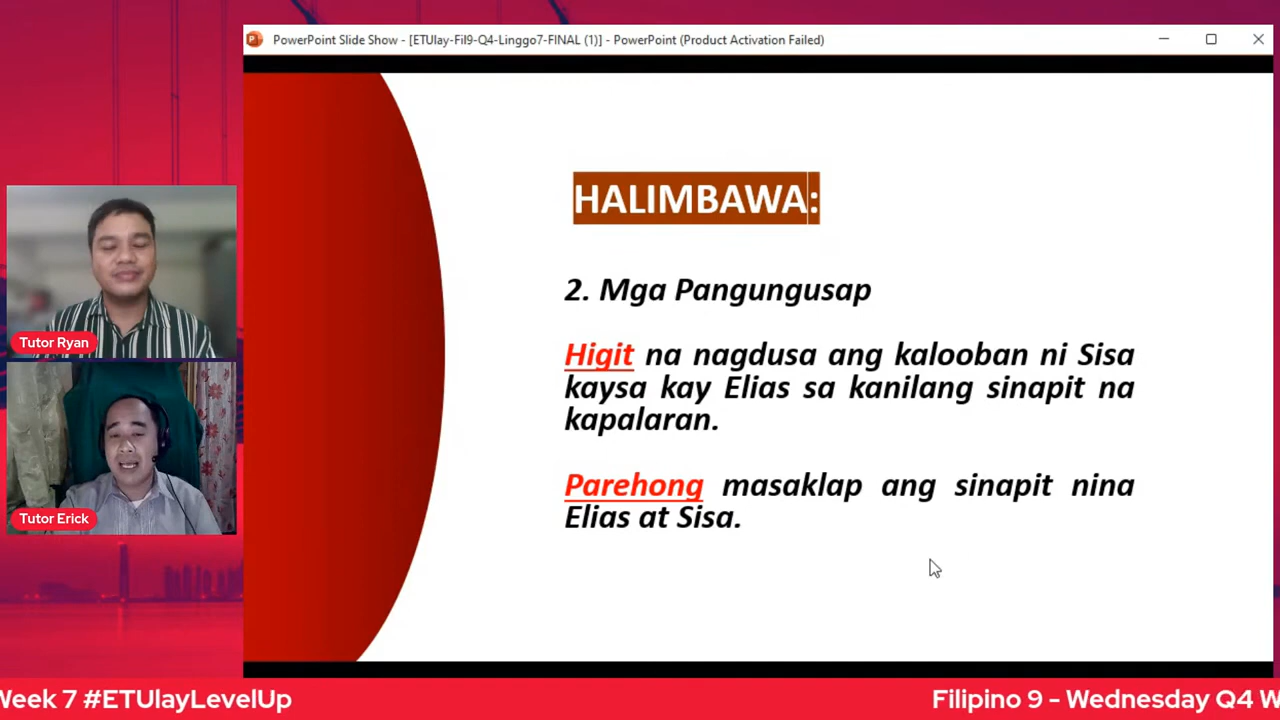 PowerPoint Slide Show - [ETUlay-Fil9-Q4-Linggo7-FINAL (1)] - PowerPoint (Product Activation Failed)
HALIMBAWA:
2. Mga Pangungusap
Higit na nagdusa ang kalooban ni Sisa
kaysa kay Elias sa kanilang sinapit na
kapalaran.
Parehong masaklap ang sinapit nina
Elias at Sisa.
Tutor Ryan
Tutor Erick
Week 7 #ETUlayLevelUp
Filipino 9 - Wednesday Q4 W